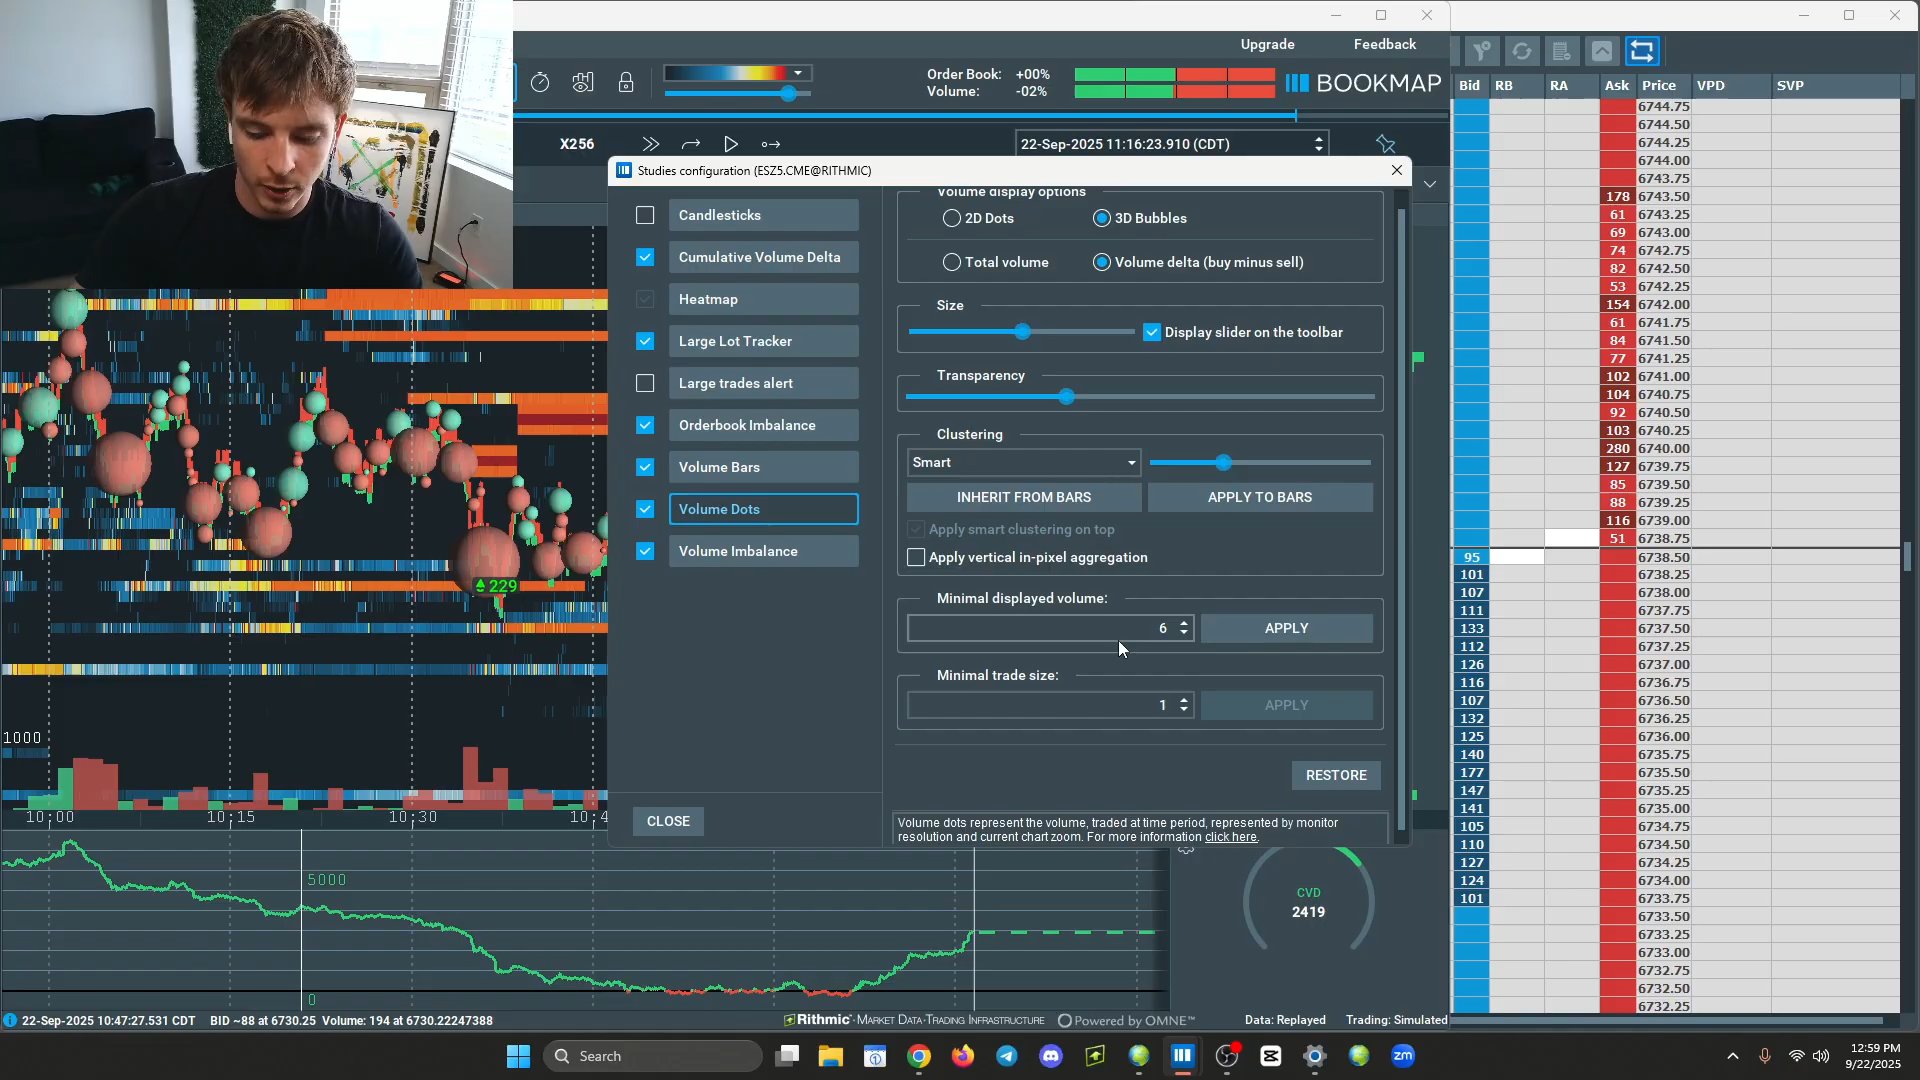 Upgrade
Feedback
Order Book: +00%
Volume: -02%
BOOKMAP
X256
22-Sep-2025 11:16:23.910 (CDT)
Studies configuration (ESZ5.CME@RITHMIC)
Candlesticks
Cumulative Volume Delta
Heatmap
Large Lot Tracker
Large trades alert
Orderbook Imbalance
Volume Bars
Volume Dots
Volume Imbalance
CLOSE
Volume display options
2D Dots
3D Bubbles
Total volume
Volume delta (buy minus sell)
Size
Display slider on the toolbar
Transparency
Clustering
Smart
INHERIT FROM BARS
APPLY TO BARS
Apply smart clustering on top
Apply vertical in-pixel aggregation
Minimal displayed volume:
6
APPLY
Minimal trade size:
1
APPLY
RESTORE
Volume dots represent the volume, traded at time period, represented by monitor
resolution and current chart zoom. For more information click here.
229
1000
10:00
10:15
10:30
10:4
5000
0
CVD
2419
22-Sep-2025 10:47:27.531 CDT BID ~88 at 6730.25 Volume: 194 at 6730.22247388
Rithmic · MARKET DATA · TRADING INFRASTRUCTURE
Powered by OMNE™
Data: Replayed
Trading: Simulated
Bid RB RA Ask Price VPD SVP
6744.75
6744.50
6744.25
6744.00
6743.75
178 6743.50
61 6743.25
69 6743.00
74 6742.75
82 6742.50
53 6742.25
154 6742.00
61 6741.75
84 6741.50
77 6741.25
102 6741.00
104 6740.75
92 6740.50
103 6740.25
280 6740.00
127 6739.75
85 6739.50
88 6739.25
116 6739.00
51 6738.75
95 6738.50
101 6738.25
107 6738.00
111 6737.75
133 6737.50
112 6737.25
126 6737.00
116 6736.75
107 6736.50
132 6736.25
125 6736.00
140 6735.75
177 6735.50
147 6735.25
141 6735.00
105 6734.75
110 6734.50
127 6734.25
124 6734.00
101 6733.75
6733.50
6733.25
6733.00
6732.75
6732.50
6732.25
Search
zm
12:59 PM
9/22/2025